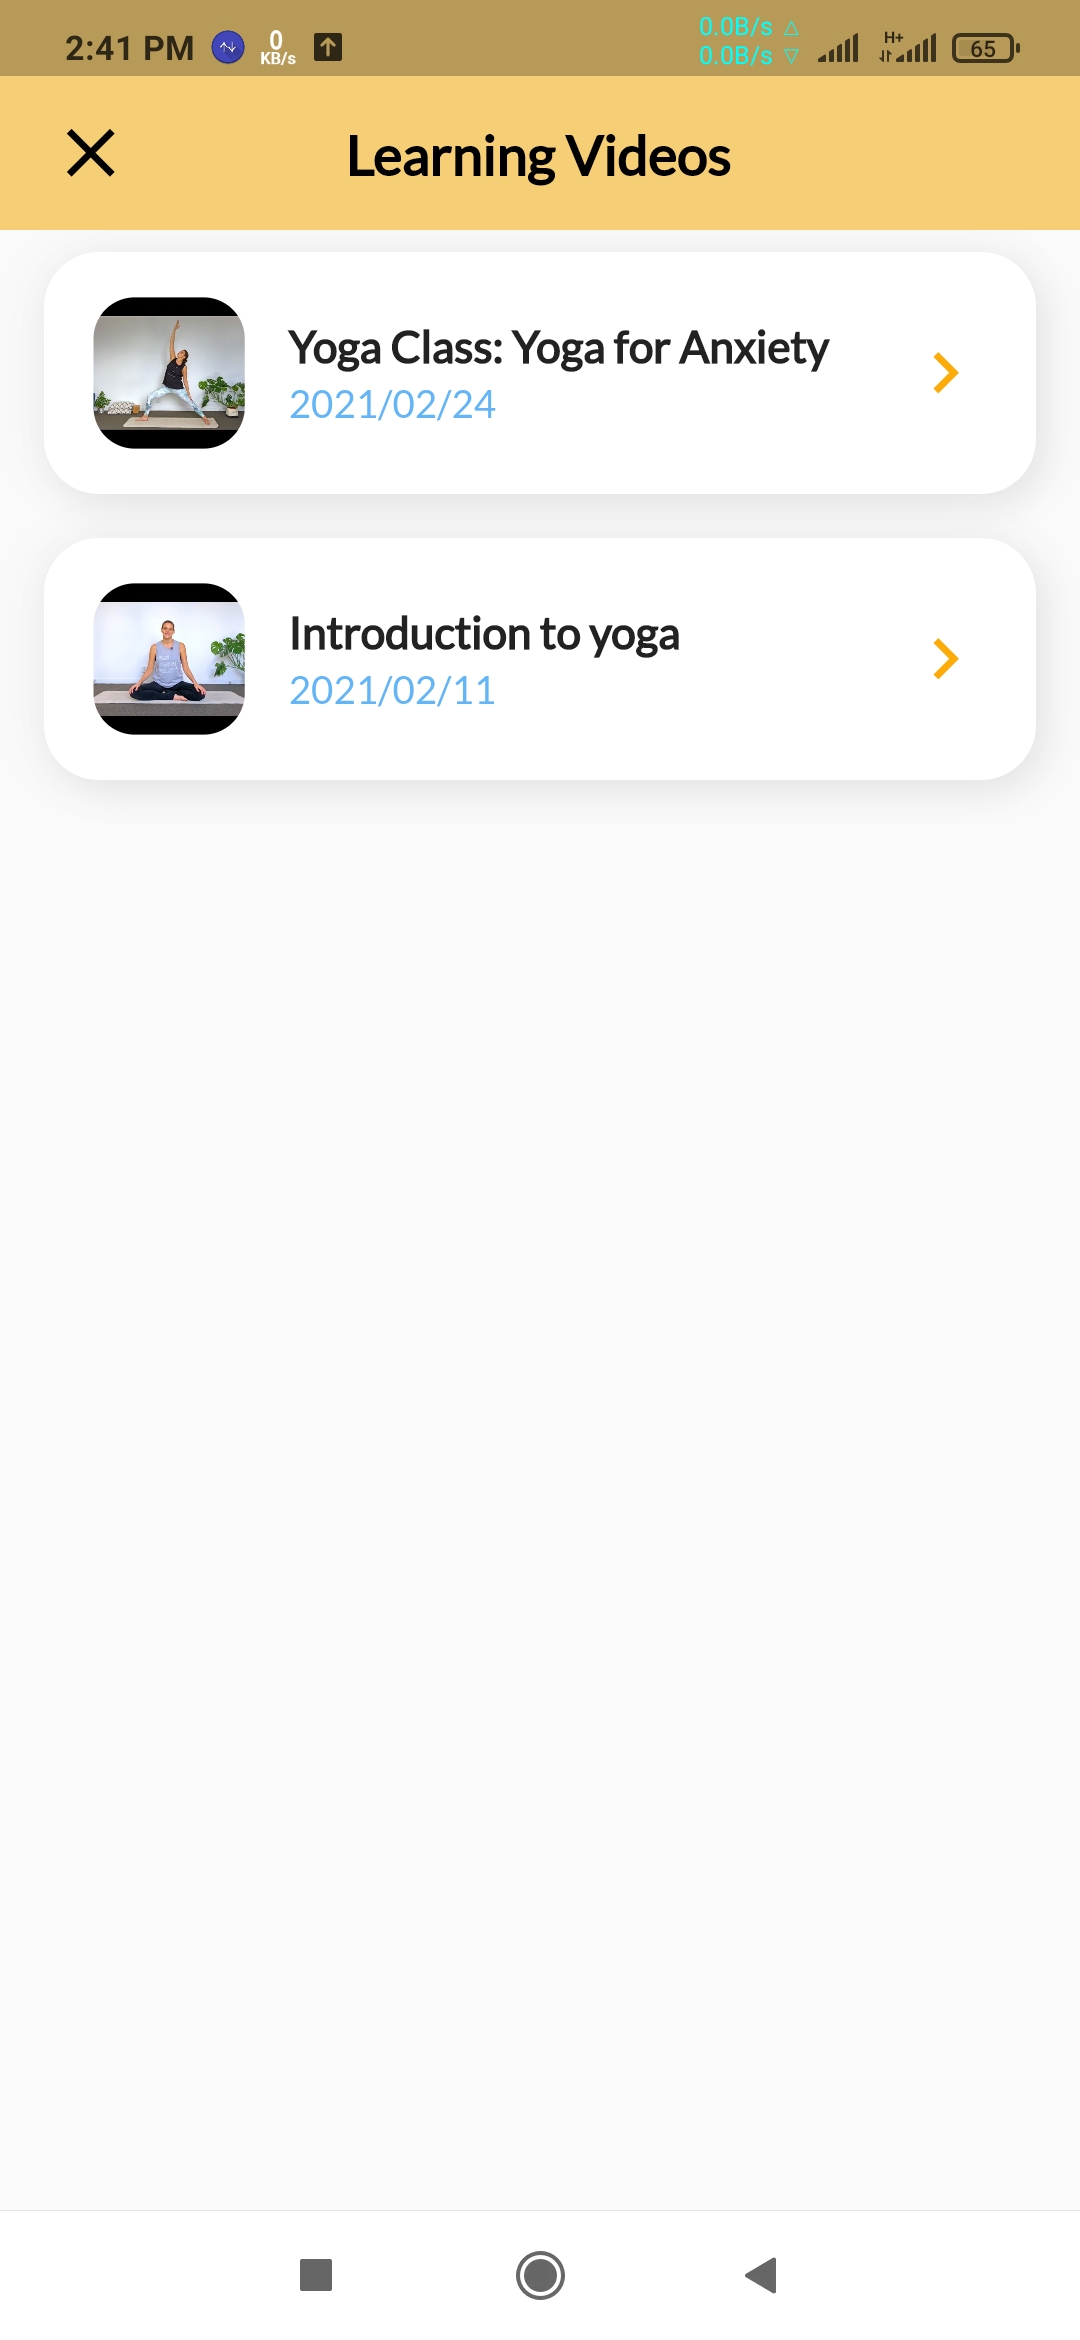 2:41 PM 0 KB/s 0.0B/s △ 0.0B/s ▽ H+ 65
Learning Videos
Yoga Class: Yoga for Anxiety
2021/02/24
Introduction to yoga
2021/02/11